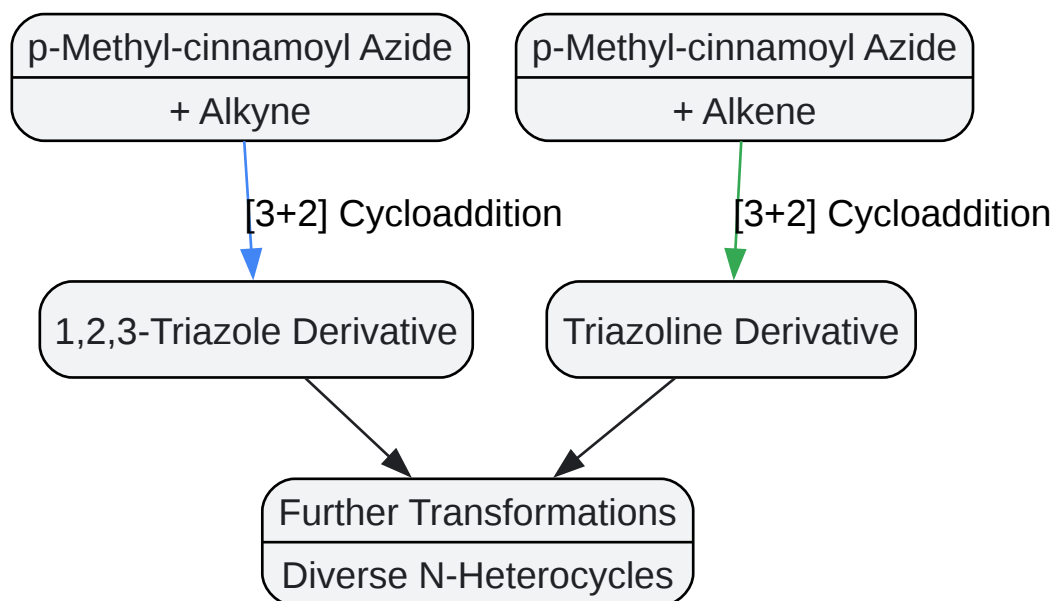 p-Methyl-cinnamoyl Azide
+ Alkyne
p-Methyl-cinnamoyl Azide
+ Alkene
[3+2] Cycloaddition
[3+2] Cycloaddition
1,2,3-Triazole Derivative
Triazoline Derivative
Further Transformations
Diverse N-Heterocycles